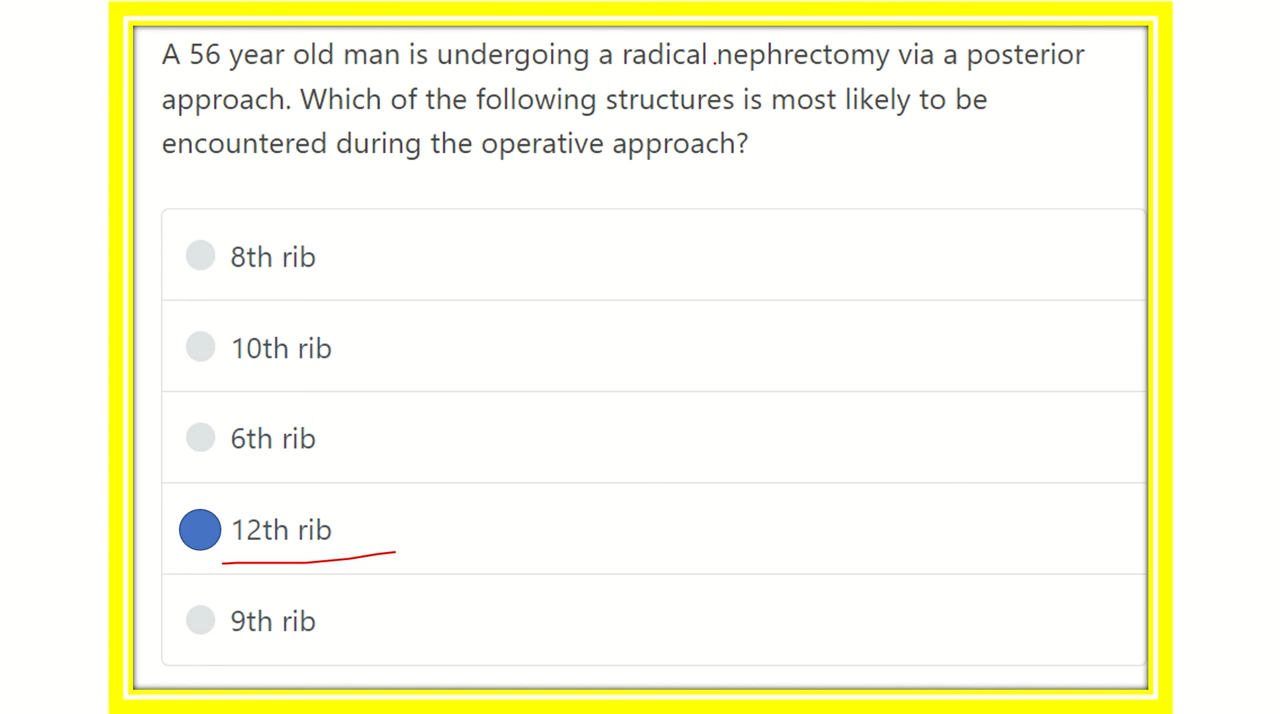 A 56 year old man is undergoing a radical nephrectomy via a posterior
approach. Which of the following structures is most likely to be
encountered during the operative approach?
8th rib
10th rib
6th rib
12th rib
9th rib